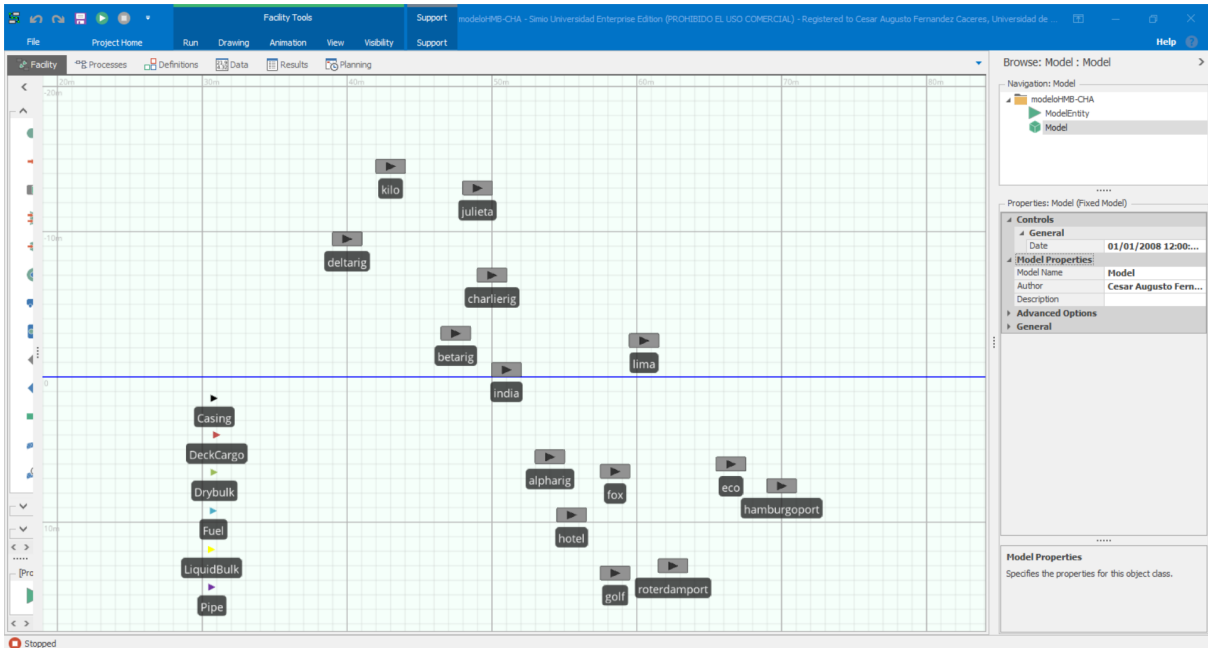 Facility Tools
Support
modeloHMB-CHA - Simio Universidad Enterprise Edition (PROHIBIDO EL USO COMERCIAL) - Registered to Cesar Augusto Fernandez Caceres, Universidad de ...
File
Project Home
Run
Drawing
Animation
View
Visibility
Support
Help
Facility
Processes
Definitions
Data
Results
Planning
Browse: Model : Model
Navigation: Model
modeloHMB-CHA
ModelEntity
Model
20m
30m
40m
50m
60m
70m
80m
-20m
kilo
julieta
-10m
deltarig
charlierig
betarig
lima
0
india
Casing
DeckCargo
Drybulk
Fuel
LiquidBulk
Pipe
alpharig
fox
eco
hamburgoport
10m
hotel
golf
roterdamport
[Pro
Properties: Model (Fixed Model)
Controls
General
Date 01/01/2008 12:00:...
Model Properties
Model Name Model
Author Cesar Augusto Fern...
Description
Advanced Options
General
Model Properties
Specifies the properties for this object class.
Stopped